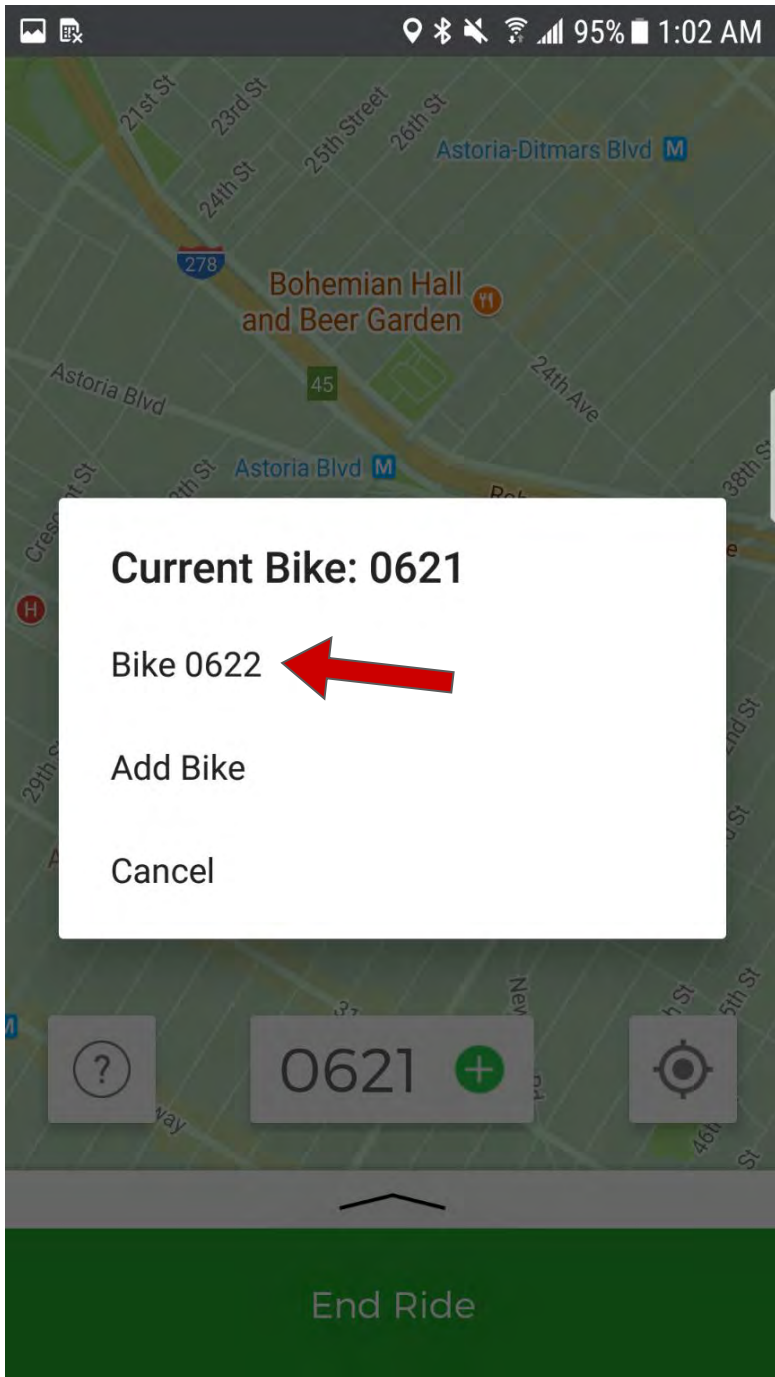 95% 1:02 AM
21st St
23rd St
25th Street
26th St
24th St
Astoria-Ditmars Blvd M
278
Bohemian Hall
and Beer Garden
Astoria Blvd
45
24th Ave
Astoria Blvd M
38th St
H
Current Bike: 0621
Bike 0622
Add Bike
Cancel
M
?
0621 +
End Ride